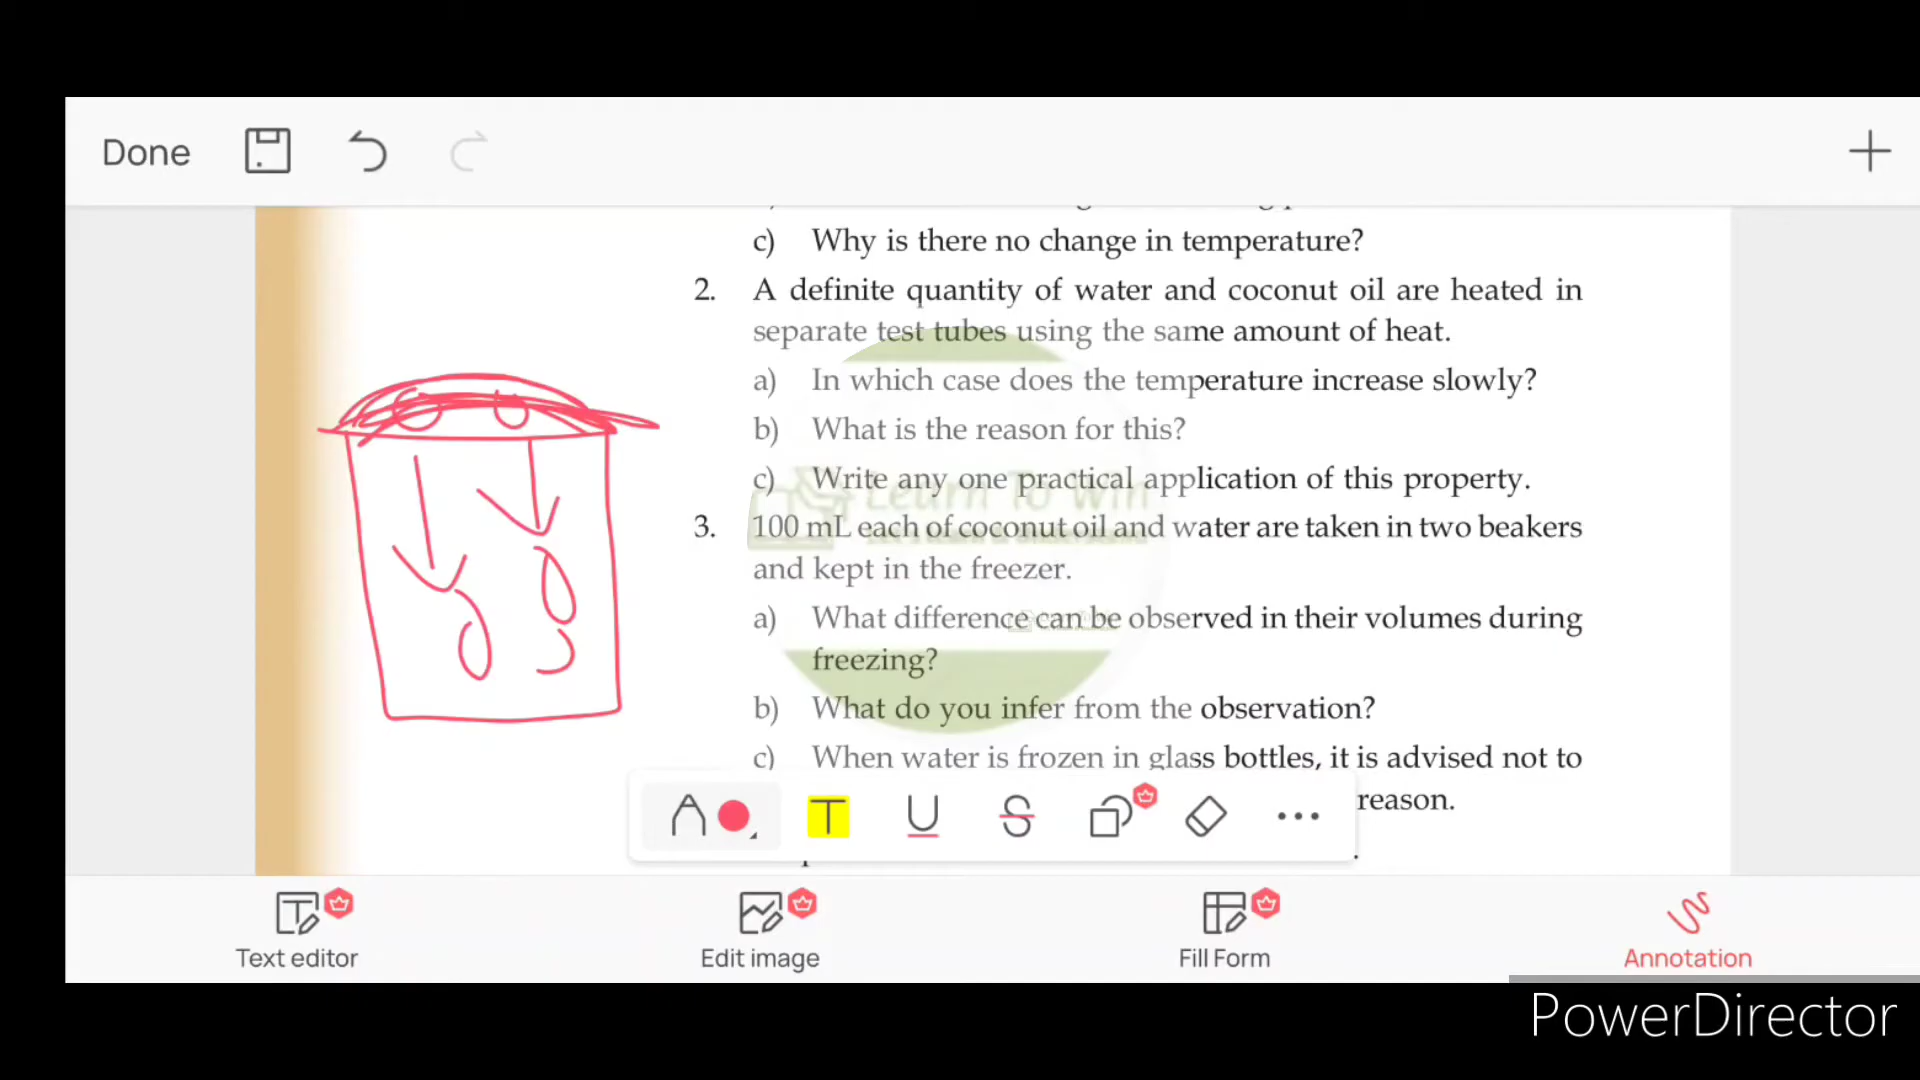 Done
c) Why is there no change in temperature?
2. A definite quantity of water and coconut oil are heated in
separate test tubes using the same amount of heat.
a) In which case does the temperature increase slowly?
b) What is the reason for this?
c) Write any one practical application of this property.
Learn To Win
3. 100 mL each of coconut oil and water are taken in two beakers
and kept in the freezer.
a) What difference can be observed in their volumes during
freezing?
b) What do you infer from the observation?
c) When water is frozen in glass bottles, it is advised not to
reason.
Text editor
Edit image
Fill Form
Annotation
PowerDirector